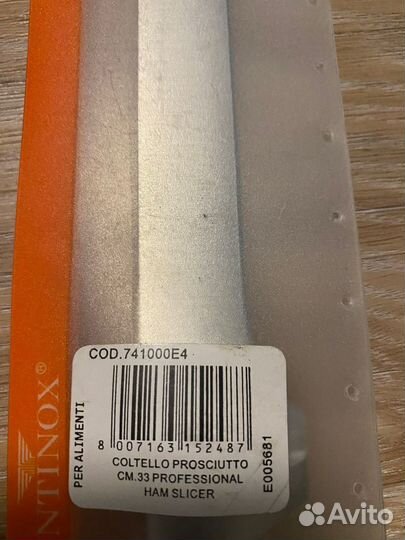 COD.741000E4
PER ALIMENTI
8 007163 152487
E005681
COLTELLO PROSCIUTTO
CM.33 PROFESSIONAL
HAM SLICER
NTINOX®
Avito